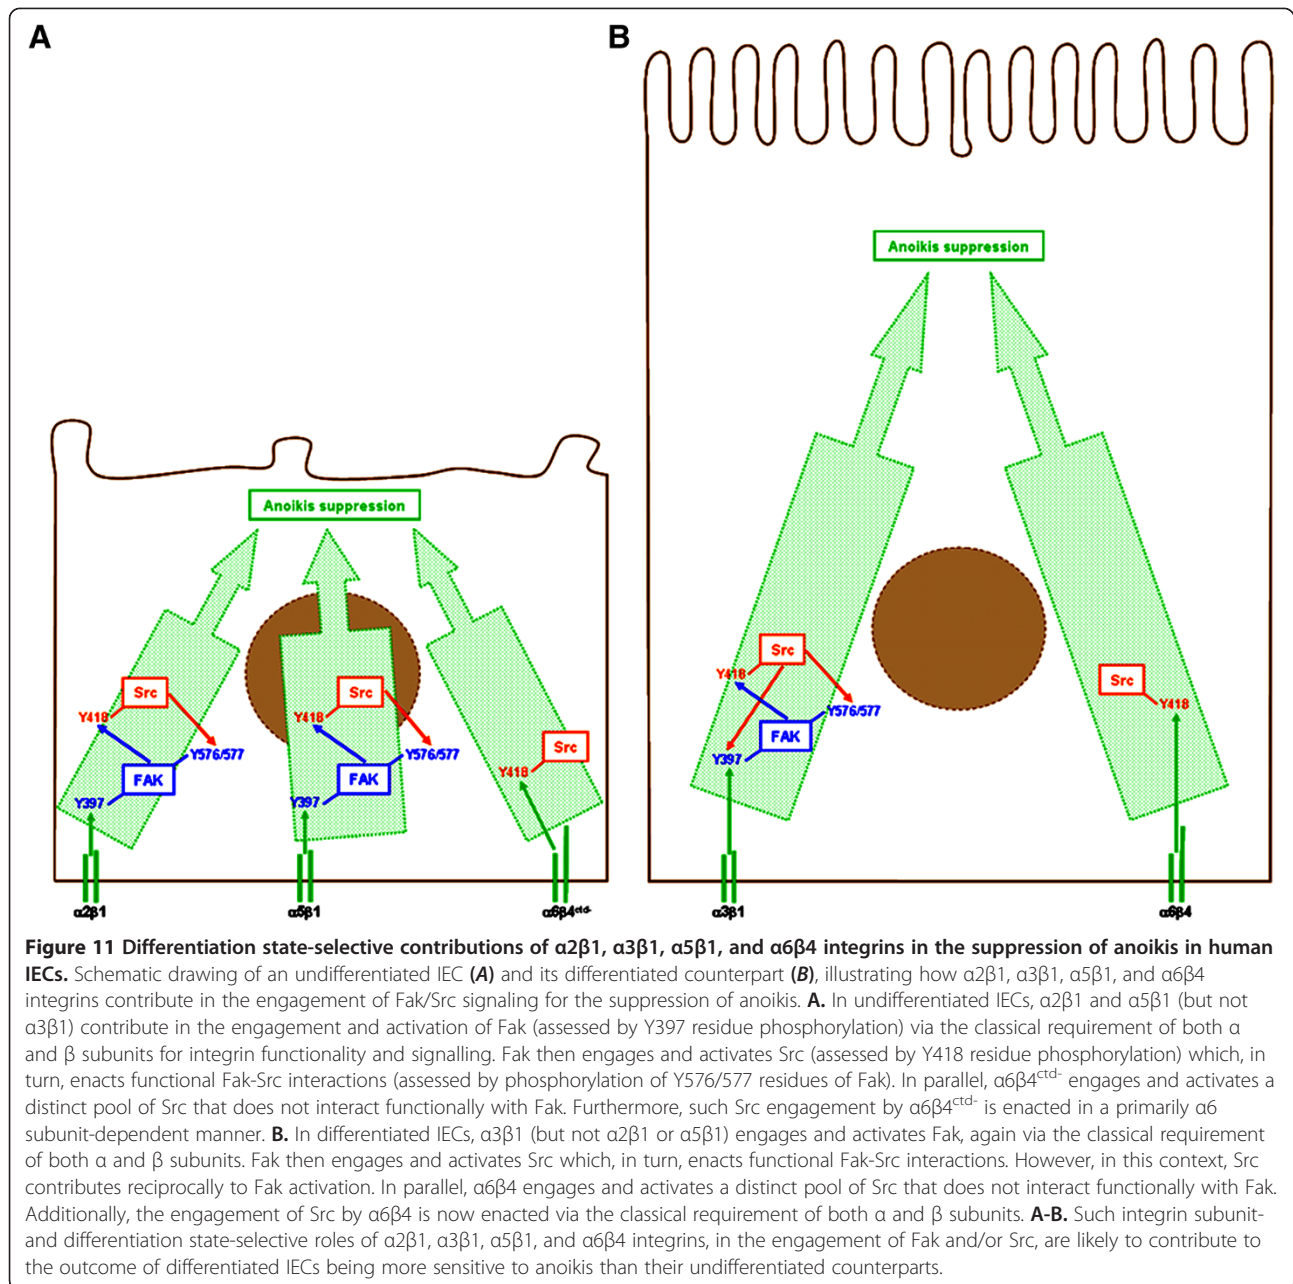 A
B
Anoikis suppression
Anoikis suppression
Src
Y418
Y576/577
FAK
Y397
Src
Y418
Y576/577
FAK
Y397
Src
Y418
Src
Y418
Y576/577
FAK
Y397
Src
Y418
α2β1
α5β1
α6β4ctd-
α3β1
α6β4
Figure 11 Differentiation state-selective contributions of α2β1, α3β1, α5β1, and α6β4 integrins in the suppression of anoikis in human
IECs. Schematic drawing of an undifferentiated IEC (A) and its differentiated counterpart (B), illustrating how α2β1, α3β1, α5β1, and α6β4
integrins contribute in the engagement of Fak/Src signaling for the suppression of anoikis. A. In undifferentiated IECs, α2β1 and α5β1 (but not
α3β1) contribute in the engagement and activation of Fak (assessed by Y397 residue phosphorylation) via the classical requirement of both α
and β subunits for integrin functionality and signalling. Fak then engages and activates Src (assessed by Y418 residue phosphorylation) which, in
turn, enacts functional Fak-Src interactions (assessed by phosphorylation of Y576/577 residues of Fak). In parallel, α6β4ctd- engages and activates a
distinct pool of Src that does not interact functionally with Fak. Furthermore, such Src engagement by α6β4ctd- is enacted in a primarily α6
subunit-dependent manner. B. In differentiated IECs, α3β1 (but not α2β1 or α5β1) engages and activates Fak, again via the classical requirement
of both α and β subunits. Fak then engages and activates Src which, in turn, enacts functional Fak-Src interactions. However, in this context, Src
contributes reciprocally to Fak activation. In parallel, α6β4 engages and activates a distinct pool of Src that does not interact functionally with Fak.
Additionally, the engagement of Src by α6β4 is now enacted via the classical requirement of both α and β subunits. A-B. Such integrin subunit-
and differentiation state-selective roles of α2β1, α3β1, α5β1, and α6β4 integrins, in the engagement of Fak and/or Src, are likely to contribute to
the outcome of differentiated IECs being more sensitive to anoikis than their undifferentiated counterparts.